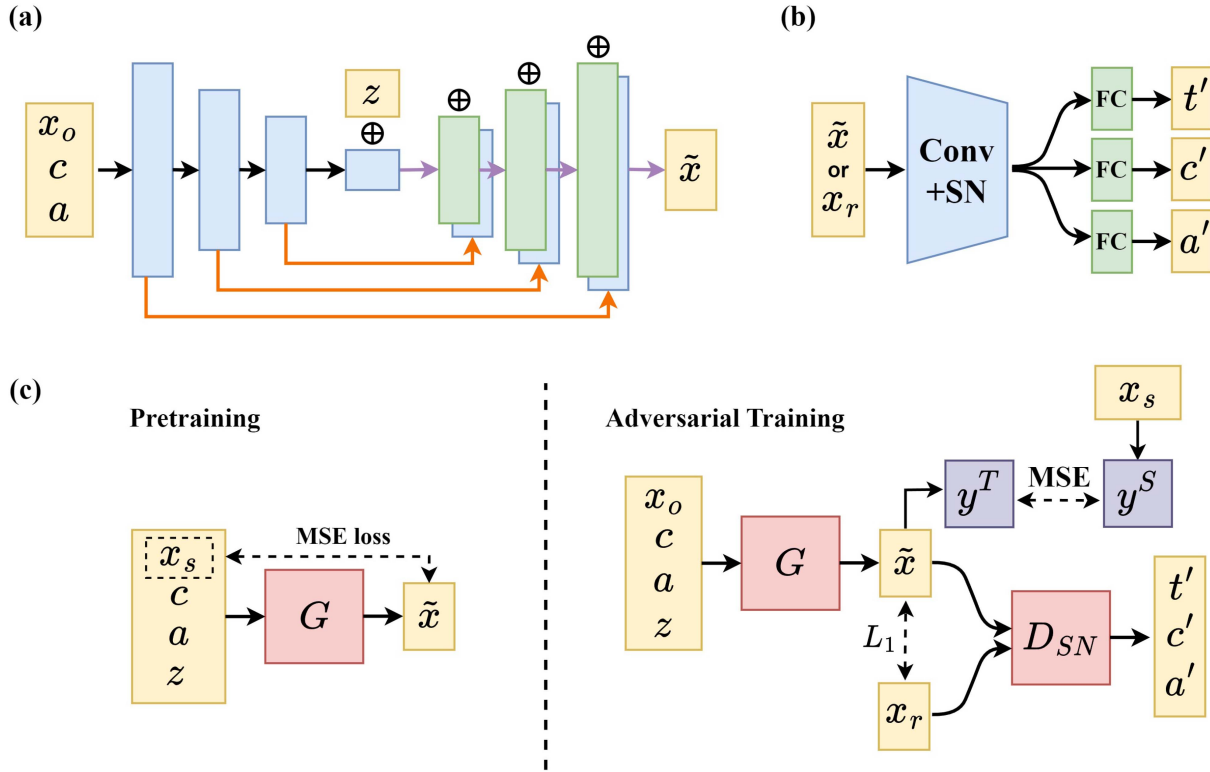 (a)
x_o
c
a
z
⊕
⊕
⊕
⊕
x̃
(b)
x̃
or
x_r
Conv
+SN
FC
FC
FC
t′
c′
a′
(c)
Pretraining
x_s
c
a
z
MSE loss
G
x̃
Adversarial Training
x_o
c
a
z
G
x̃
L_1
x_r
y^T
MSE
y^S
x_s
D_SN
t′
c′
a′